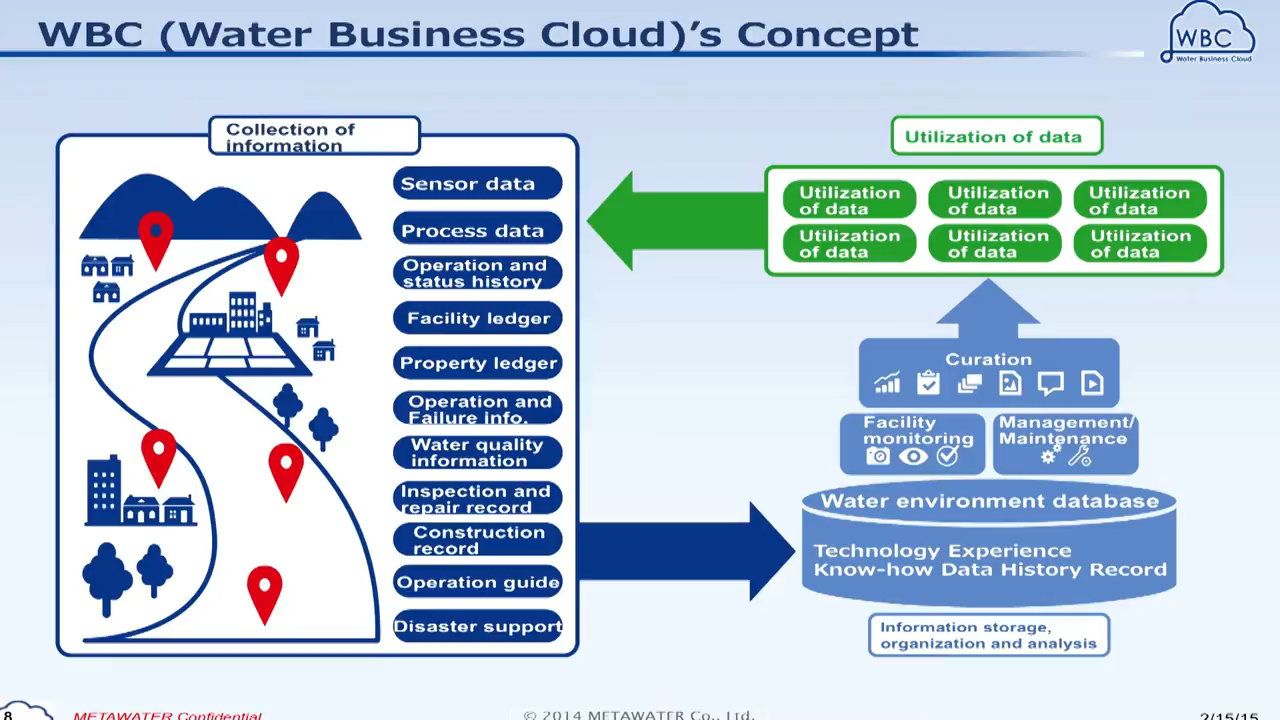 WBC (Water Business Cloud)'s Concept
WBC
Water Business Cloud
Collection of
information
Sensor data
Process data
Operation and
status history
Facility ledger
Property ledger
Operation and
Failure info.
Water quality
information
Inspection and
repair record
Construction
record
Operation guide
Disaster support
Utilization of data
Utilization
of data
Utilization
of data
Utilization
of data
Utilization
of data
Utilization
of data
Utilization
of data
Curation
Facility
monitoring
Management/
Maintenance
Water environment database
Technology Experience
Know-how Data History Record
Information storage,
organization and analysis
8
METAWATER Confidential
© 2014 METAWATER Co., Ltd.
2/15/15